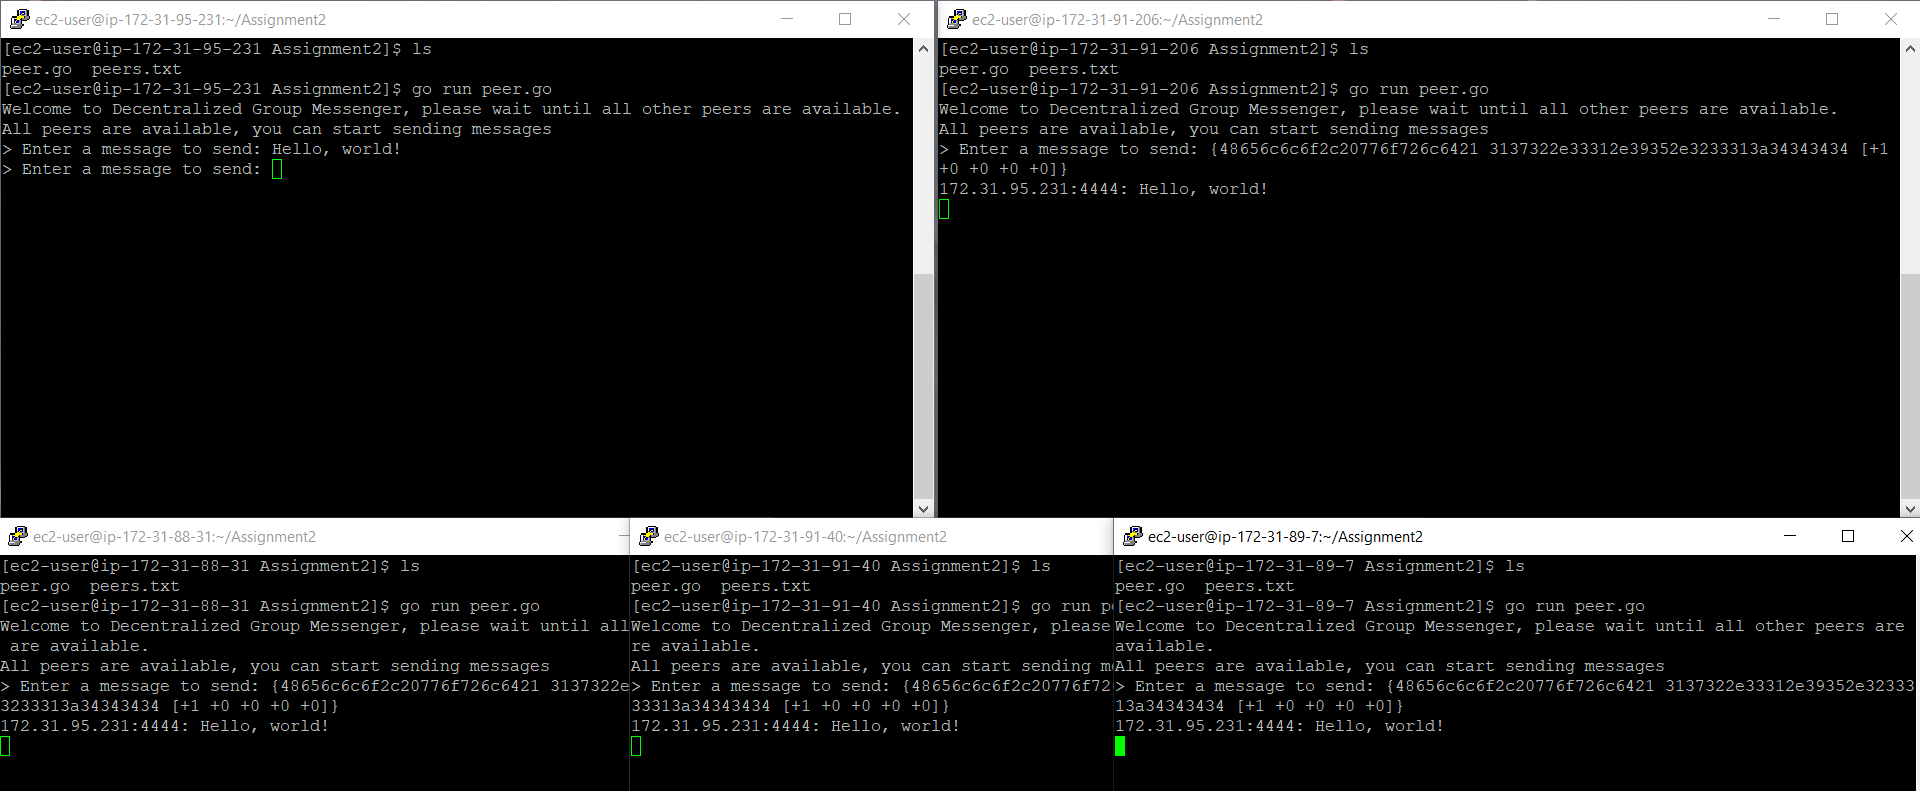 ec2-user@ip-172-31-95-231:~/Assignment2
[ec2-user@ip-172-31-95-231 Assignment2]$ ls
peer.go  peers.txt
[ec2-user@ip-172-31-95-231 Assignment2]$ go run peer.go
Welcome to Decentralized Group Messenger, please wait until all other peers are available.
All peers are available, you can start sending messages
> Enter a message to send: Hello, world!
> Enter a message to send:
ec2-user@ip-172-31-91-206:~/Assignment2
[ec2-user@ip-172-31-91-206 Assignment2]$ ls
peer.go  peers.txt
[ec2-user@ip-172-31-91-206 Assignment2]$ go run peer.go
Welcome to Decentralized Group Messenger, please wait until all other peers are available.
All peers are available, you can start sending messages
> Enter a message to send: {48656c6c6f2c20776f726c6421 3137322e33312e39352e3233313a34343434 [+1
+0 +0 +0 +0]}
172.31.95.231:4444: Hello, world!
ec2-user@ip-172-31-88-31:~/Assignment2
[ec2-user@ip-172-31-88-31 Assignment2]$ ls
peer.go  peers.txt
[ec2-user@ip-172-31-88-31 Assignment2]$ go run peer.go
Welcome to Decentralized Group Messenger, please wait until all
 are available.
All peers are available, you can start sending messages
> Enter a message to send: {48656c6c6f2c20776f726c6421 3137322e
3233313a34343434 [+1 +0 +0 +0 +0]}
172.31.95.231:4444: Hello, world!
ec2-user@ip-172-31-91-40:~/Assignment2
[ec2-user@ip-172-31-91-40 Assignment2]$ ls
peer.go  peers.txt
[ec2-user@ip-172-31-91-40 Assignment2]$ go run p
Welcome to Decentralized Group Messenger, please
re available.
All peers are available, you can start sending m
> Enter a message to send: {48656c6c6f2c20776f72
33313a34343434 [+1 +0 +0 +0 +0]}
172.31.95.231:4444: Hello, world!
ec2-user@ip-172-31-89-7:~/Assignment2
[ec2-user@ip-172-31-89-7 Assignment2]$ ls
peer.go  peers.txt
[ec2-user@ip-172-31-89-7 Assignment2]$ go run peer.go
Welcome to Decentralized Group Messenger, please wait until all other peers are
available.
All peers are available, you can start sending messages
> Enter a message to send: {48656c6c6f2c20776f726c6421 3137322e33312e39352e32333
13a34343434 [+1 +0 +0 +0 +0]}
172.31.95.231:4444: Hello, world!